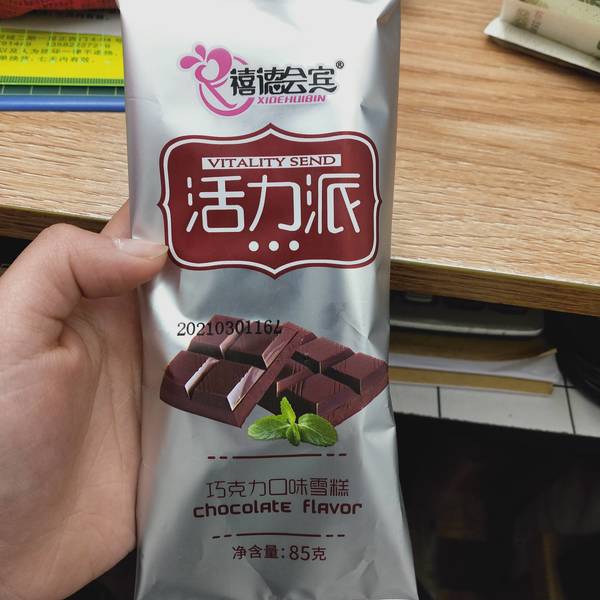 禧德会宾®
XIDEHUIBIN
VITALITY SEND
活力派
20210301164
巧克力口味雪糕
chocolate flavor
净含量：85克